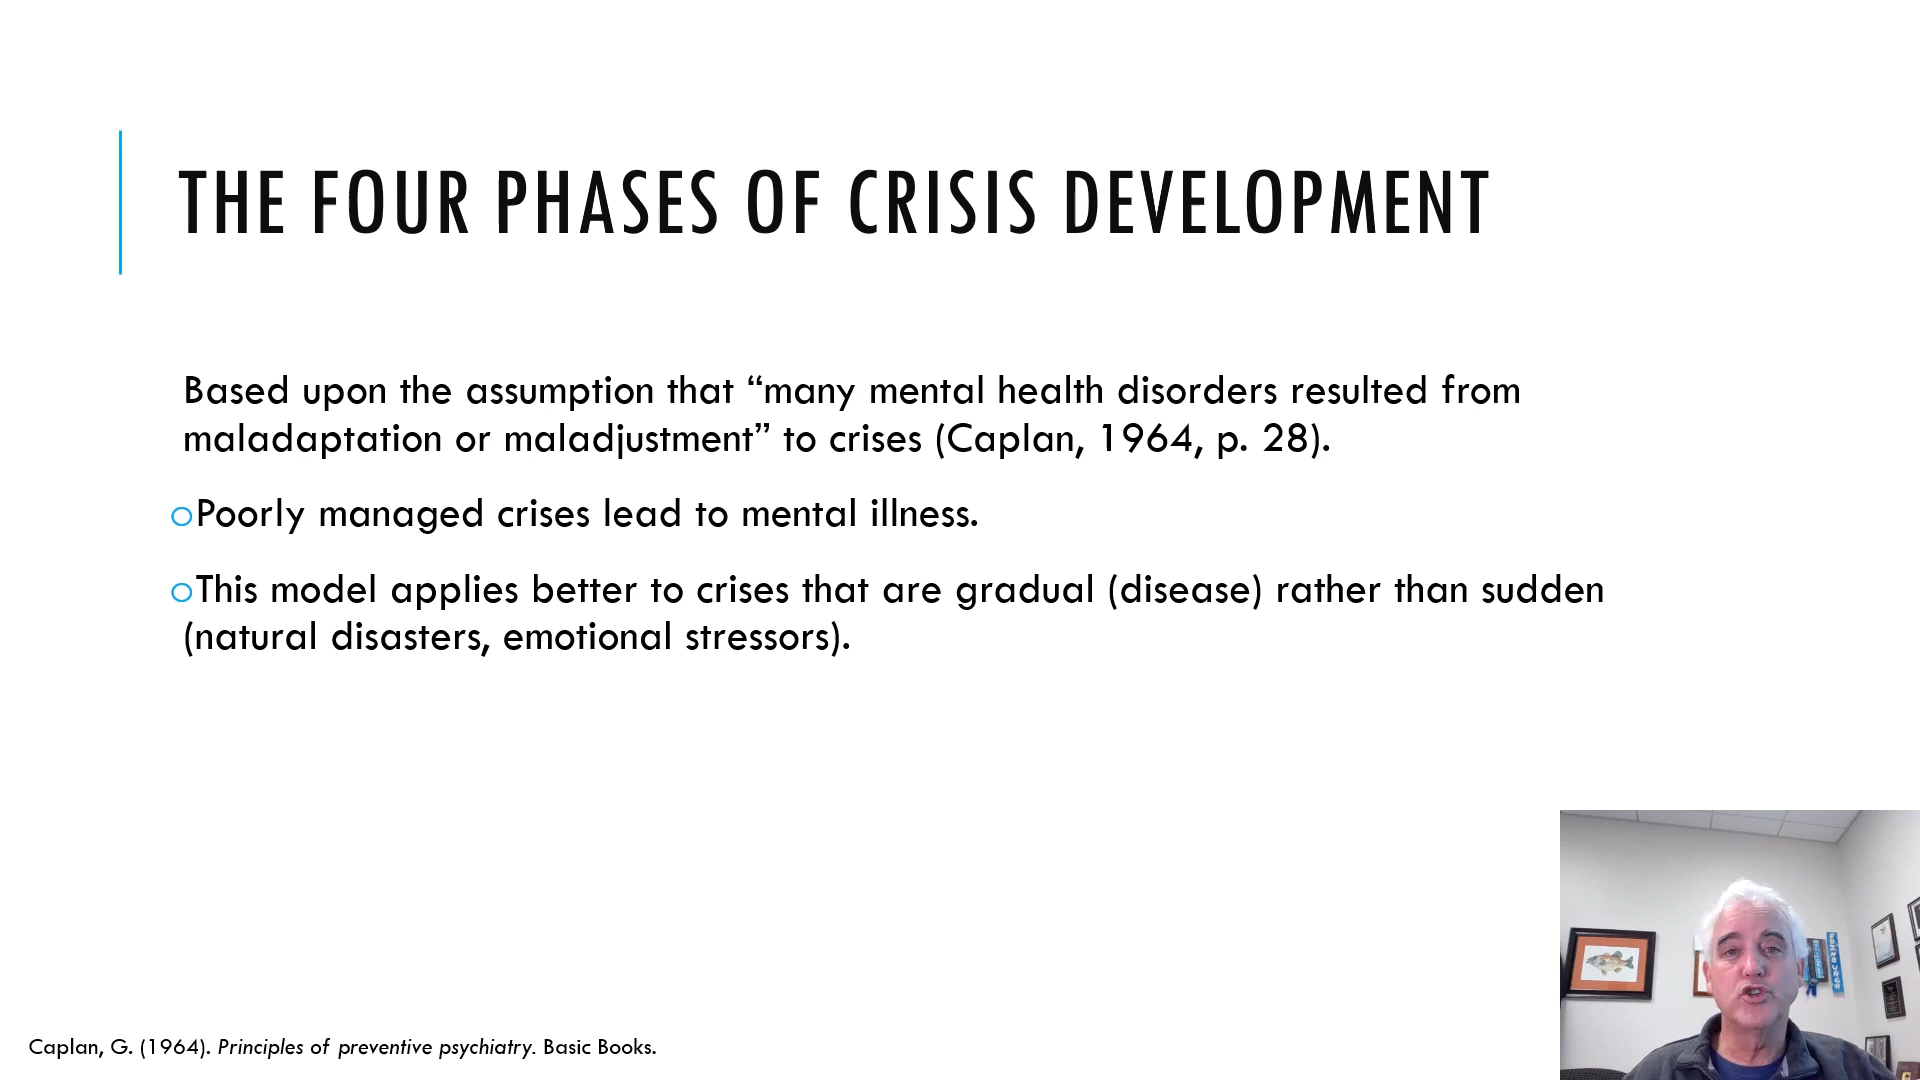 THE FOUR PHASES OF CRISIS DEVELOPMENT
Based upon the assumption that “many mental health disorders resulted from
maladaptation or maladjustment” to crises (Caplan, 1964, p. 28).
oPoorly managed crises lead to mental illness.
oThis model applies better to crises that are gradual (disease) rather than sudden
(natural disasters, emotional stressors).
Caplan, G. (1964). Principles of preventive psychiatry. Basic Books.